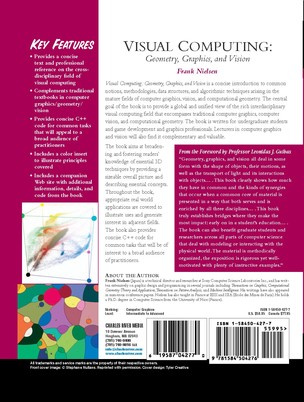 KEY FEATURES
• Provides a concise
text and professional
reference on the cross-
disciplinary field of
visual computing
• Complements traditional
textbooks in computer
graphics/geometry/
vision
• Provides concise C++
code for common tasks
that will appeal to a
broad audience of
practitioners
• Includes a color insert
to illustrate principles
covered
• Includes a companion
Web site with additional
information, details, and
code from the book
VISUAL COMPUTING:
Geometry, Graphics, and Vision
Frank Nielsen
Visual Computing: Geometry, Graphics, and Vision is a concise introduction to common
notions, methodologies, data structures, and algorithmic techniques arising in the
mature fields of computer graphics, vision, and computational geometry. The central
goal of the book is to provide a global and unified view of the rich interdisciplinary
visual computing field that encompasses traditional computer graphics, computer
vision, and computational geometry. The book is written for undergraduate students
and game development and graphics professionals. Lecturers in computer graphics
and vision will also find it complementary and valuable.
The book aims at broaden-
ing and fostering readers'
knowledge of essential 3D
techniques by providing a
sizeable overall picture and
describing essential concepts.
Throughout the book,
appropriate real world
applications are covered to
illustrate uses and generate
interest in adjacent fields.
The book also provides
concise C++ code for
common tasks that will be of
interest to a broad audience
of practitioners.
From the Foreword by Professor Leonidas J. Guibas
"Geometry, graphics, and vision all deal in some
form with the shape of objects, their motions, as
well as the transport of light and its interactions
with objects. . . This book clearly shows how much
they have in common and the kinds of synergies
that occur when a common core of material is
presented in a way that both serves and is
enriched by all three disciplines. . . This book
truly establishes bridges where they make the
most impact: early on in a student's education. . .
The book can also benefit graduate students and
researchers across all parts of computer science
that deal with modeling or interacting with the
physical world. The material is methodically
organized, the exposition is rigorous yet well-
motivated with plenty of instructive examples."
ABOUT THE AUTHOR
CHARLES RIVER MEDIA
ISBN 1-58450-427-7
All trademarks and service marks are the property of their respective owners.
Front cover image: © Stephane Nullans. Reprinted with permission. Cover design: Tyler Creative